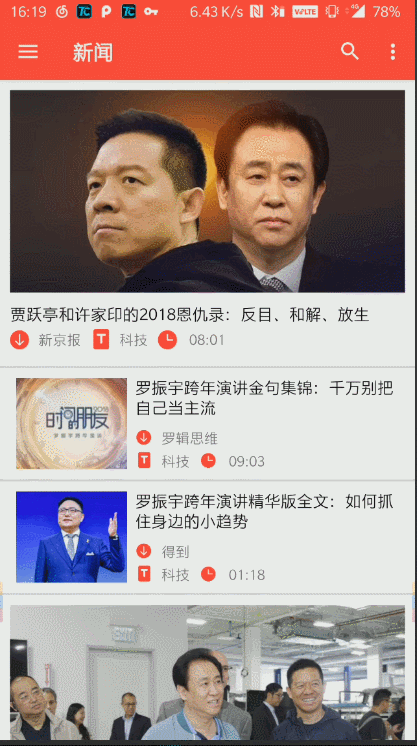 16:19 6.43 K/s VoLTE 4G 78%
新闻
贾跃亭和许家印的2018恩仇录：反目、和解、放生
新京报 T 科技 08:01
时间的朋友 2018
罗振宇跨年演讲金句集锦：千万别把
自己当主流
罗辑思维
T 科技 09:03
罗振宇跨年演讲精华版全文：如何抓
住身边的小趋势
得到
T 科技 01:18
EXIT